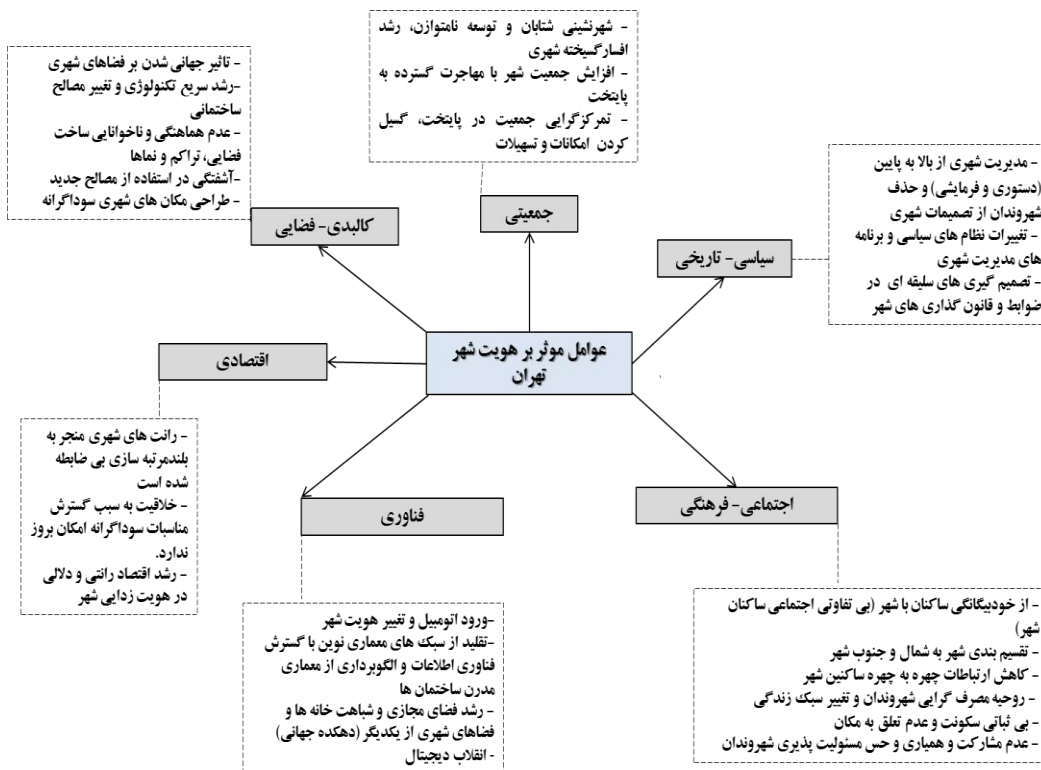 - شهرنشینی شتابان و توسعه نامتوازن، رشد
افسارگسیخته شهری
- افزایش جمعیت شهر با مهاجرت گسترده به
پایتخت
- تمرکزگرایی جمعیت در پایتخت، گسیل
کردن امکانات و تسهیلات
جمعیتی
- تاثیر جهانی شدن بر فضاهای شهری
-رشد سریع تکنولوژی و تغییر مصالح
ساختمانی
- عدم هماهنگی و ناخوانایی ساخت
فضایی، تراکم و نماها
-آشفتگی در استفاده از مصالح جدید
- طراحی مکان های شهری سوداگرانه
کالبدی- فضایی
- مدیریت شهری از بالا به پایین
(دستوری و فرمایشی) و حذف
شهروندان از تصمیمات شهری
- تغییرات نظام های سیاسی و برنامه
های مدیریت شهری
- تصمیم گیری های سلیقه ای در
ضوابط و قانون گذاری های شهر
سیاسی- تاریخی
عوامل موثر بر هویت شهر
تهران
اقتصادی
- رانت های شهری منجر به
بلندمرتبه سازی بی ضابطه
شده است
- خلاقیت به سبب گسترش
مناسبات سوداگرانه امکان بروز
ندارد.
- رشد اقتصاد رانتی و دلالی
در هویت زدایی شهر
فناوری
-ورود اتومبیل و تغییر هویت شهر
-تقلید از سبک های معماری نوین با گسترش
فناوری اطلاعات و الگوبرداری از معماری
مدرن ساختمان ها
- رشد فضای مجازی و شباهت خانه ها و
فضاهای شهری از یکدیگر (دهکده جهانی)
- انقلاب دیجیتال
اجتماعی- فرهنگی
- از خودبیگانگی ساکنان با شهر (بی تفاوتی اجتماعی ساکنان
شهر)
- تقسیم بندی شهر به شمال و جنوب شهر
- کاهش ارتباطات چهره به چهره ساکنین شهر
- روحیه مصرف گرایی شهروندان و تغییر سبک زندگی
- بی ثباتی سکونت و عدم تعلق به مکان
- عدم مشارکت و همیاری و حس مسئولیت پذیری شهروندان